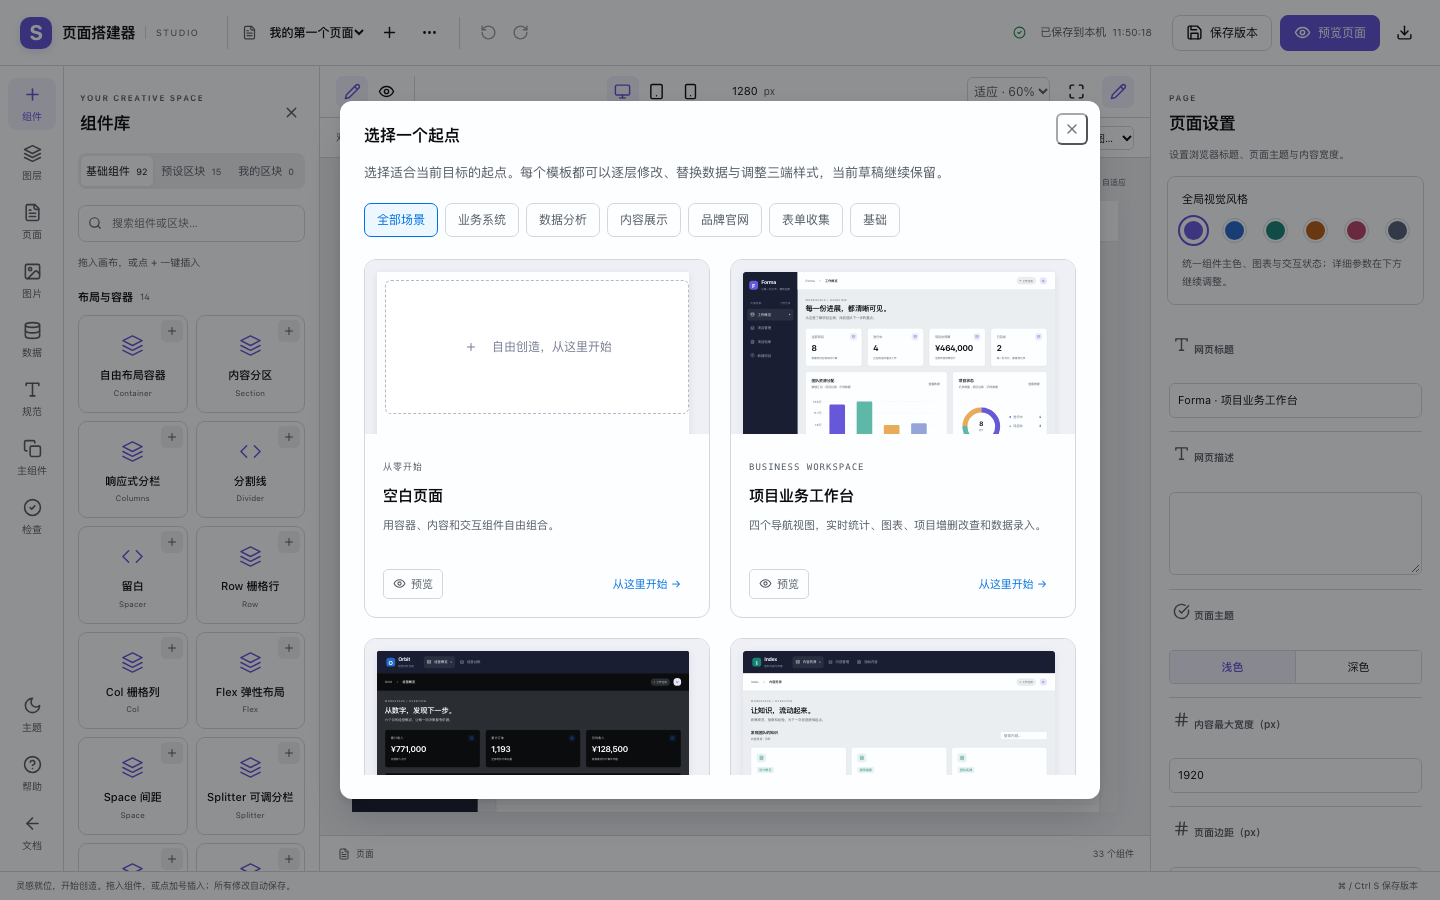 S 页面搭建器 STUDIO 我的第一个页面 已保存到本机 11:50:18 保存版本 预览页面
组件
图层
页面
图片
数据
规范
主组件
检查
主题
帮助
文档
YOUR CREATIVE SPACE
组件库
基础组件 92 预设区块 15 我的区块 0
搜索组件或区块...
拖入画布，或点 + 一键插入
布局与容器 14
自由布局容器
Container
内容分区
Section
响应式分栏
Columns
分割线
Divider
留白
Spacer
Row 栅格行
Row
Col 栅格列
Col
Flex 弹性布局
Flex
Space 间距
Space
Splitter 可调分栏
Splitter
1280 px 适应 · 60%
自适应
选择一个起点
选择适合当前目标的起点。每个模板都可以逐层修改、替换数据与调整三端样式，当前草稿继续保留。
全部场景 业务系统 数据分析 内容展示 品牌官网 表单收集 基础
+ 自由创造，从这里开始
从零开始
空白页面
用容器、内容和交互组件自由组合。
预览 从这里开始 →
Forma
每一份进展，都清晰可见。
8 4 ¥464,000 2
BUSINESS WORKSPACE
项目业务工作台
四个导航视图，实时统计、图表、项目增删改查和数据录入。
预览 从这里开始 →
Orbit
从数字，发现下一步。
¥771,000 1,193 ¥128,500
Index
让知识，流动起来。
页面 33 个组件
PAGE
页面设置
设置浏览器标题、页面主题与内容宽度。
全局视觉风格
统一组件主色、图表与交互状态；详细参数在下方
继续调整。
网页标题
Forma · 项目业务工作台
网页描述
页面主题
浅色 深色
内容最大宽度（px）
1920
页面边距（px）
灵感就位，开始创造。拖入组件，或点加号插入；所有修改自动保存。
⌘ / Ctrl S 保存版本